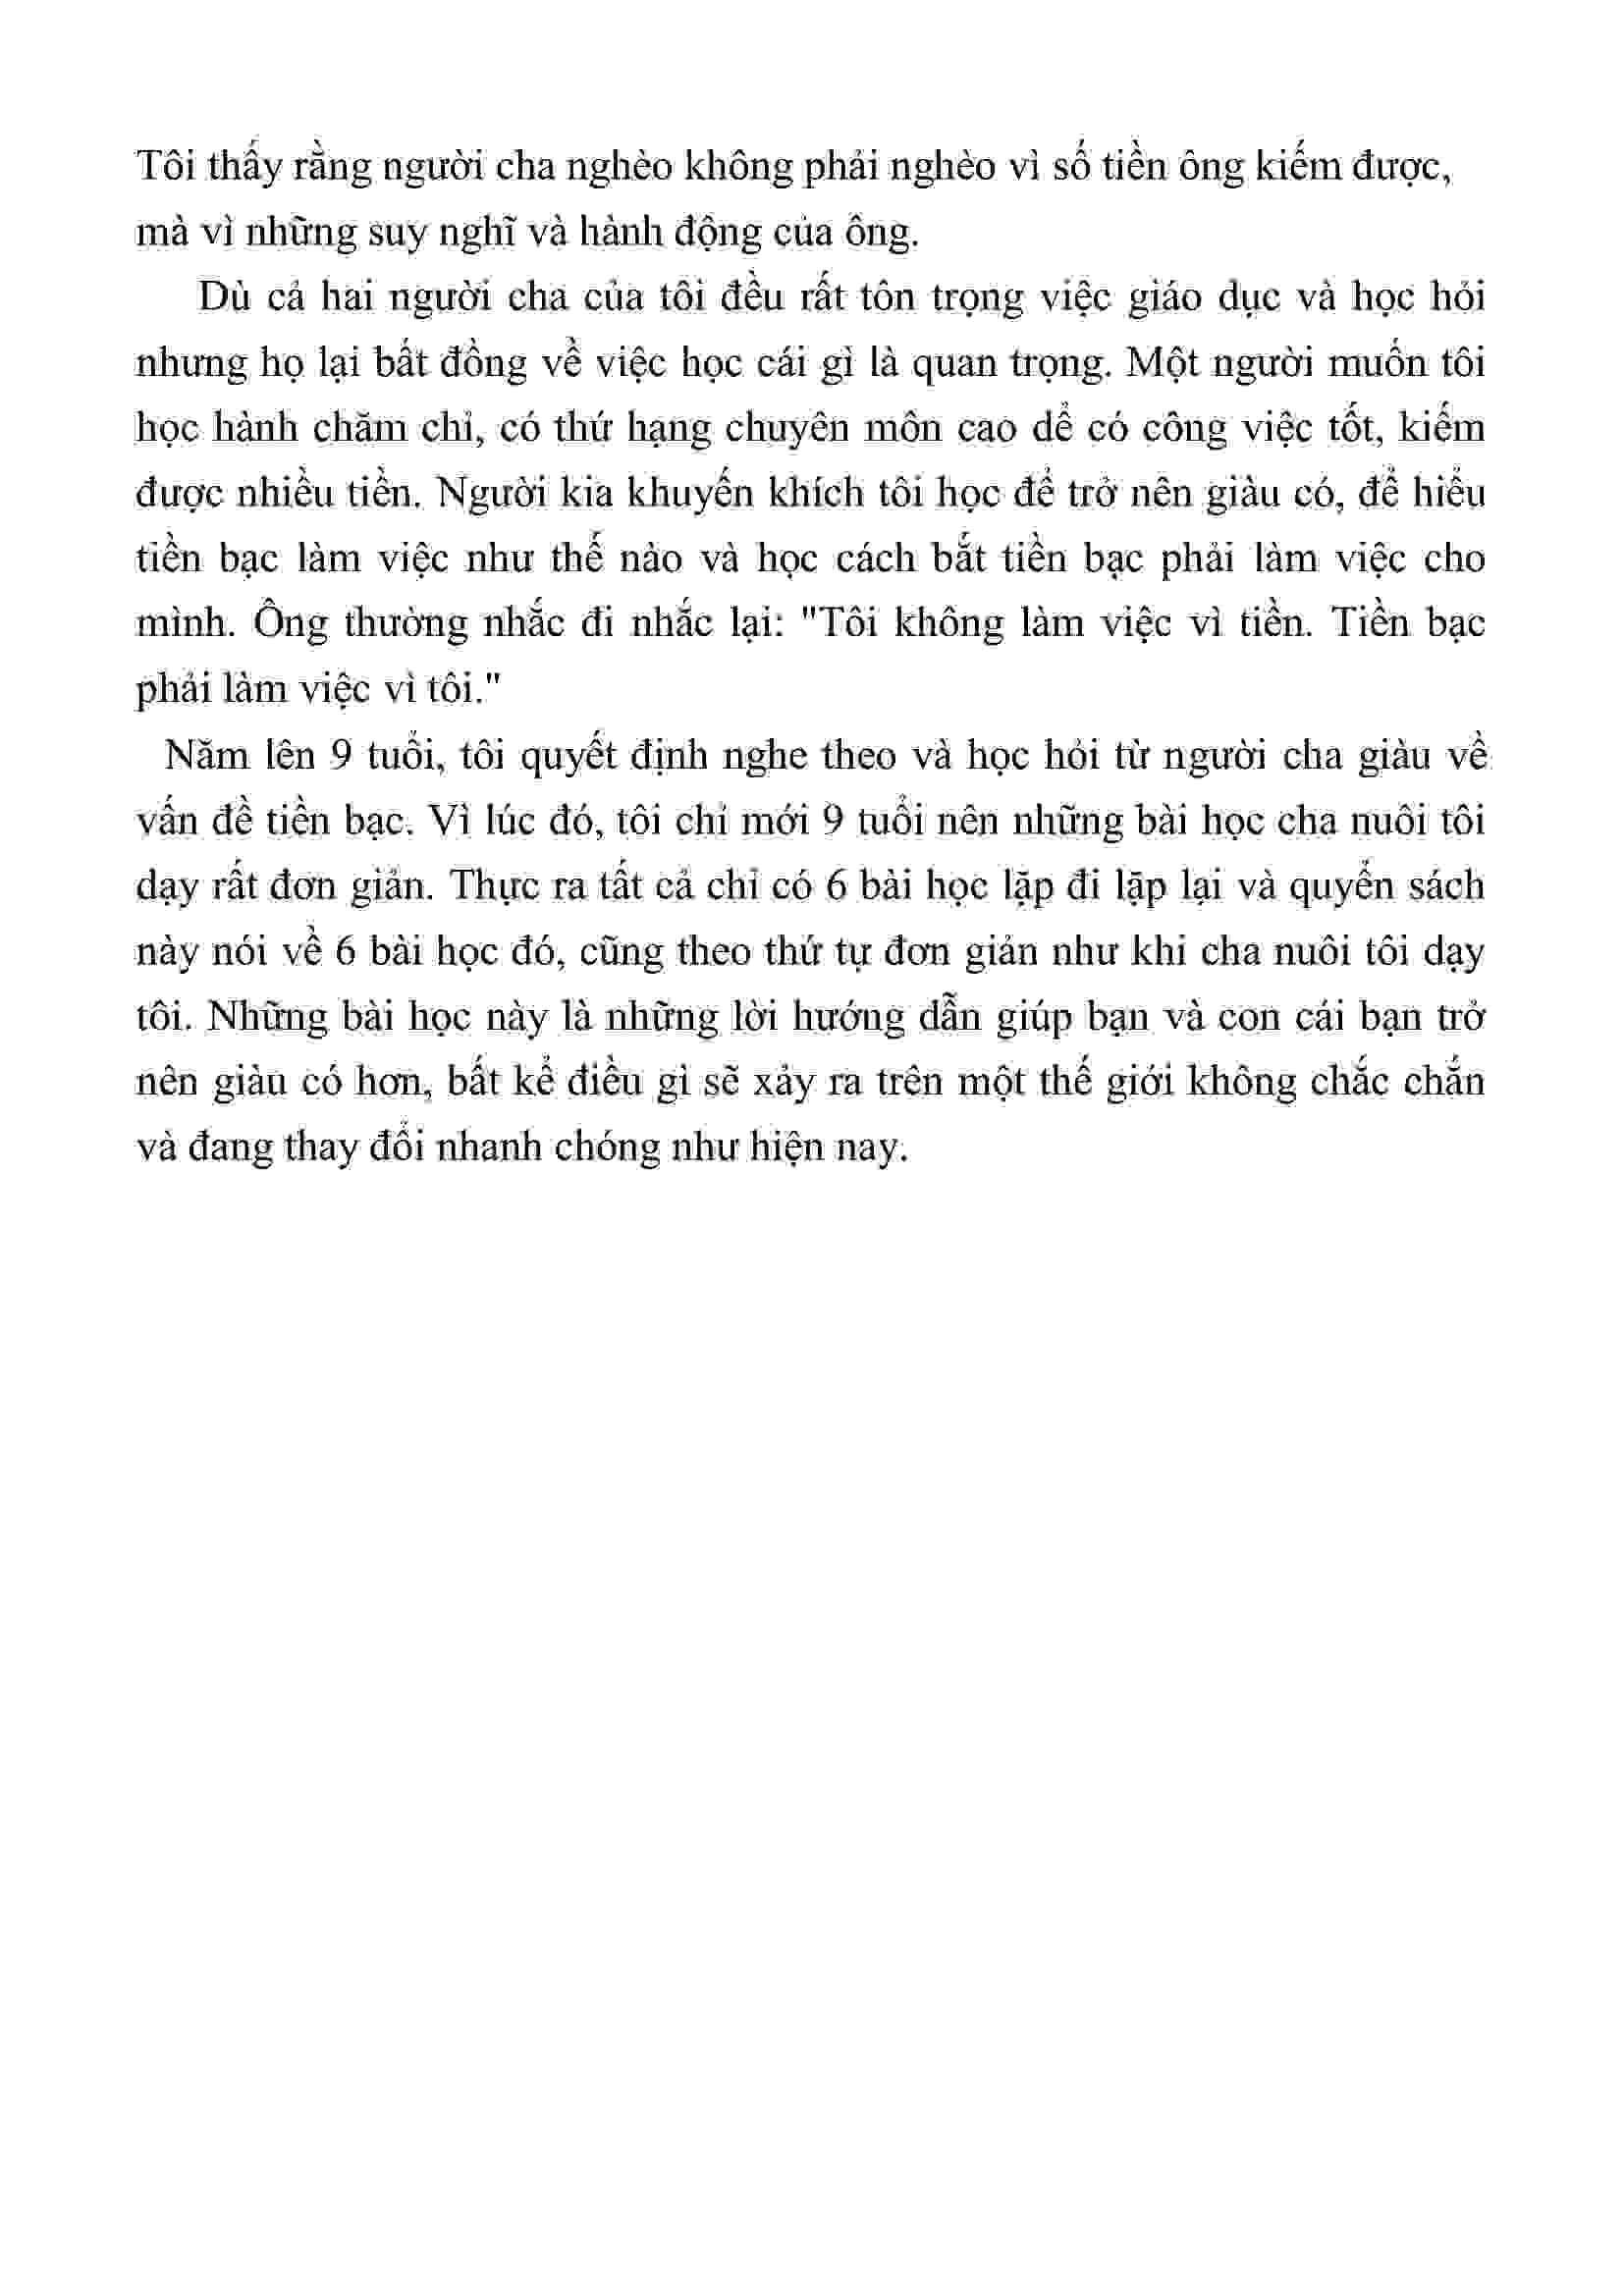 Tôi thấy rằng người cha nghèo không phải nghèo vì số tiền ông kiếm được,
mà vì những suy nghĩ và hành động của ông.
Dù cả hai người cha của tôi đều rất tôn trọng việc giáo dục và học hỏi
nhưng họ lại bất đồng về việc học cái gì là quan trọng. Một người muốn tôi
học hành chăm chỉ, có thứ hạng chuyên môn cao dể có công việc tốt, kiếm
được nhiều tiền. Người kia khuyến khích tôi học để trở nên giàu có, để hiểu
tiền bạc làm việc như thế nào và học cách bắt tiền bạc phải làm việc cho
mình. Ông thường nhắc đi nhắc lại: "Tôi không làm việc vì tiền. Tiền bạc
phải làm việc vì tôi."
Năm lên 9 tuổi, tôi quyết định nghe theo và học hỏi từ người cha giàu về
vấn đề tiền bạc. Vì lúc đó, tôi chỉ mới 9 tuổi nên những bài học cha nuôi tôi
dạy rất đơn giản. Thực ra tất cả chỉ có 6 bài học lặp đi lặp lại và quyển sách
này nói về 6 bài học đó, cũng theo thứ tự đơn giản như khi cha nuôi tôi dạy
tôi. Những bài học này là những lời hướng dẫn giúp bạn và con cái bạn trở
nên giàu có hơn, bất kể điều gì sẽ xảy ra trên một thế giới không chắc chắn
và đang thay đổi nhanh chóng như hiện nay.